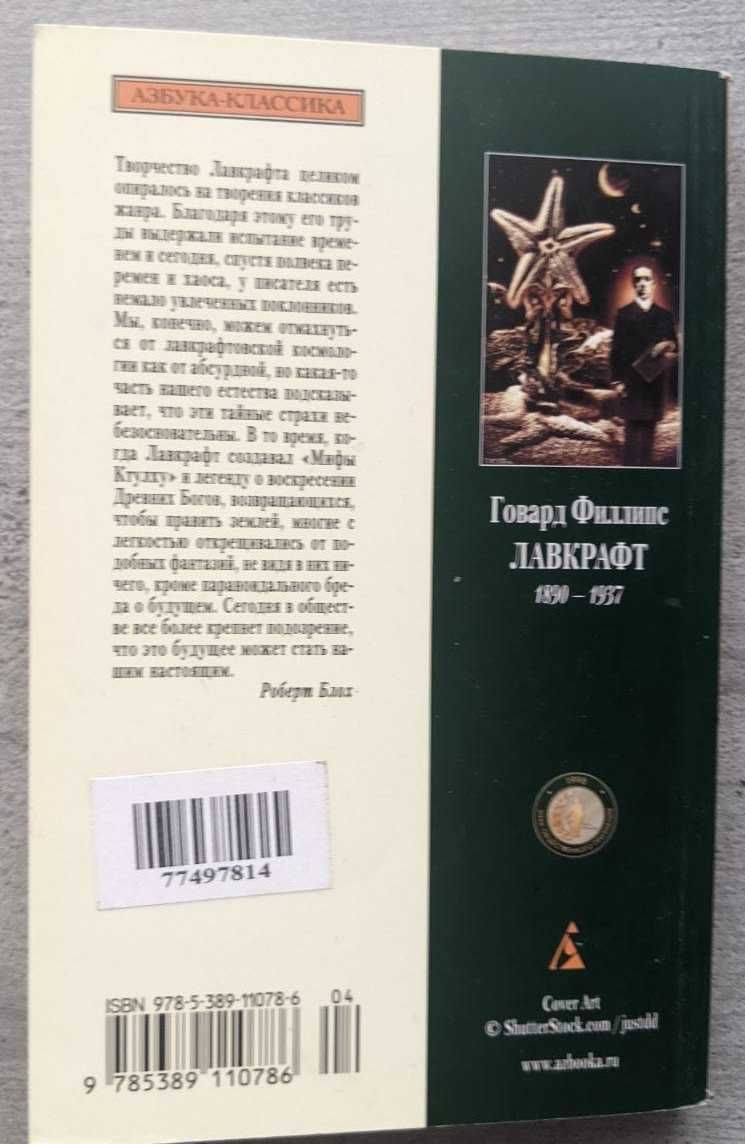 АЗБУКА-КЛАССИКА
Творчество Лавкрафта целиком
опиралось на творения классиков
жанра. Благодаря этому его тру-
ды выдержали испытание време-
нем и сегодня, спустя полвека пе-
ремен и хаоса, у писателя есть
немало увлеченных поклонников.
Мы, конечно, можем отмахнуть-
ся от лавкрафтовской космоло-
гии как от абсурдной, но какая-то
часть нашего естества подсказы-
вает, что эти тайные страхи не-
безосновательны. В то время, ко-
гда Лавкрафт создавал «Мифы
Ктулху» и легенду о воскресении
Древних Богов, возвращающихся,
чтобы править землей, многие с
легкостью открещивались от по-
добных фантазий, не видя в них ни-
чего, кроме параноидального бре-
да о будущем. Сегодня в общест-
ве все более крепнет подозрение,
что это будущее может стать на-
шим настоящим.
Роберт Блох
77497814
ISBN 978-5-389-11078-6
04
9 785389 110786
Говард Филлипс
ЛАВКРАФТ
1890 – 1937
Cover Art
© ShutterStock.com / justdd
www.azbooka.ru